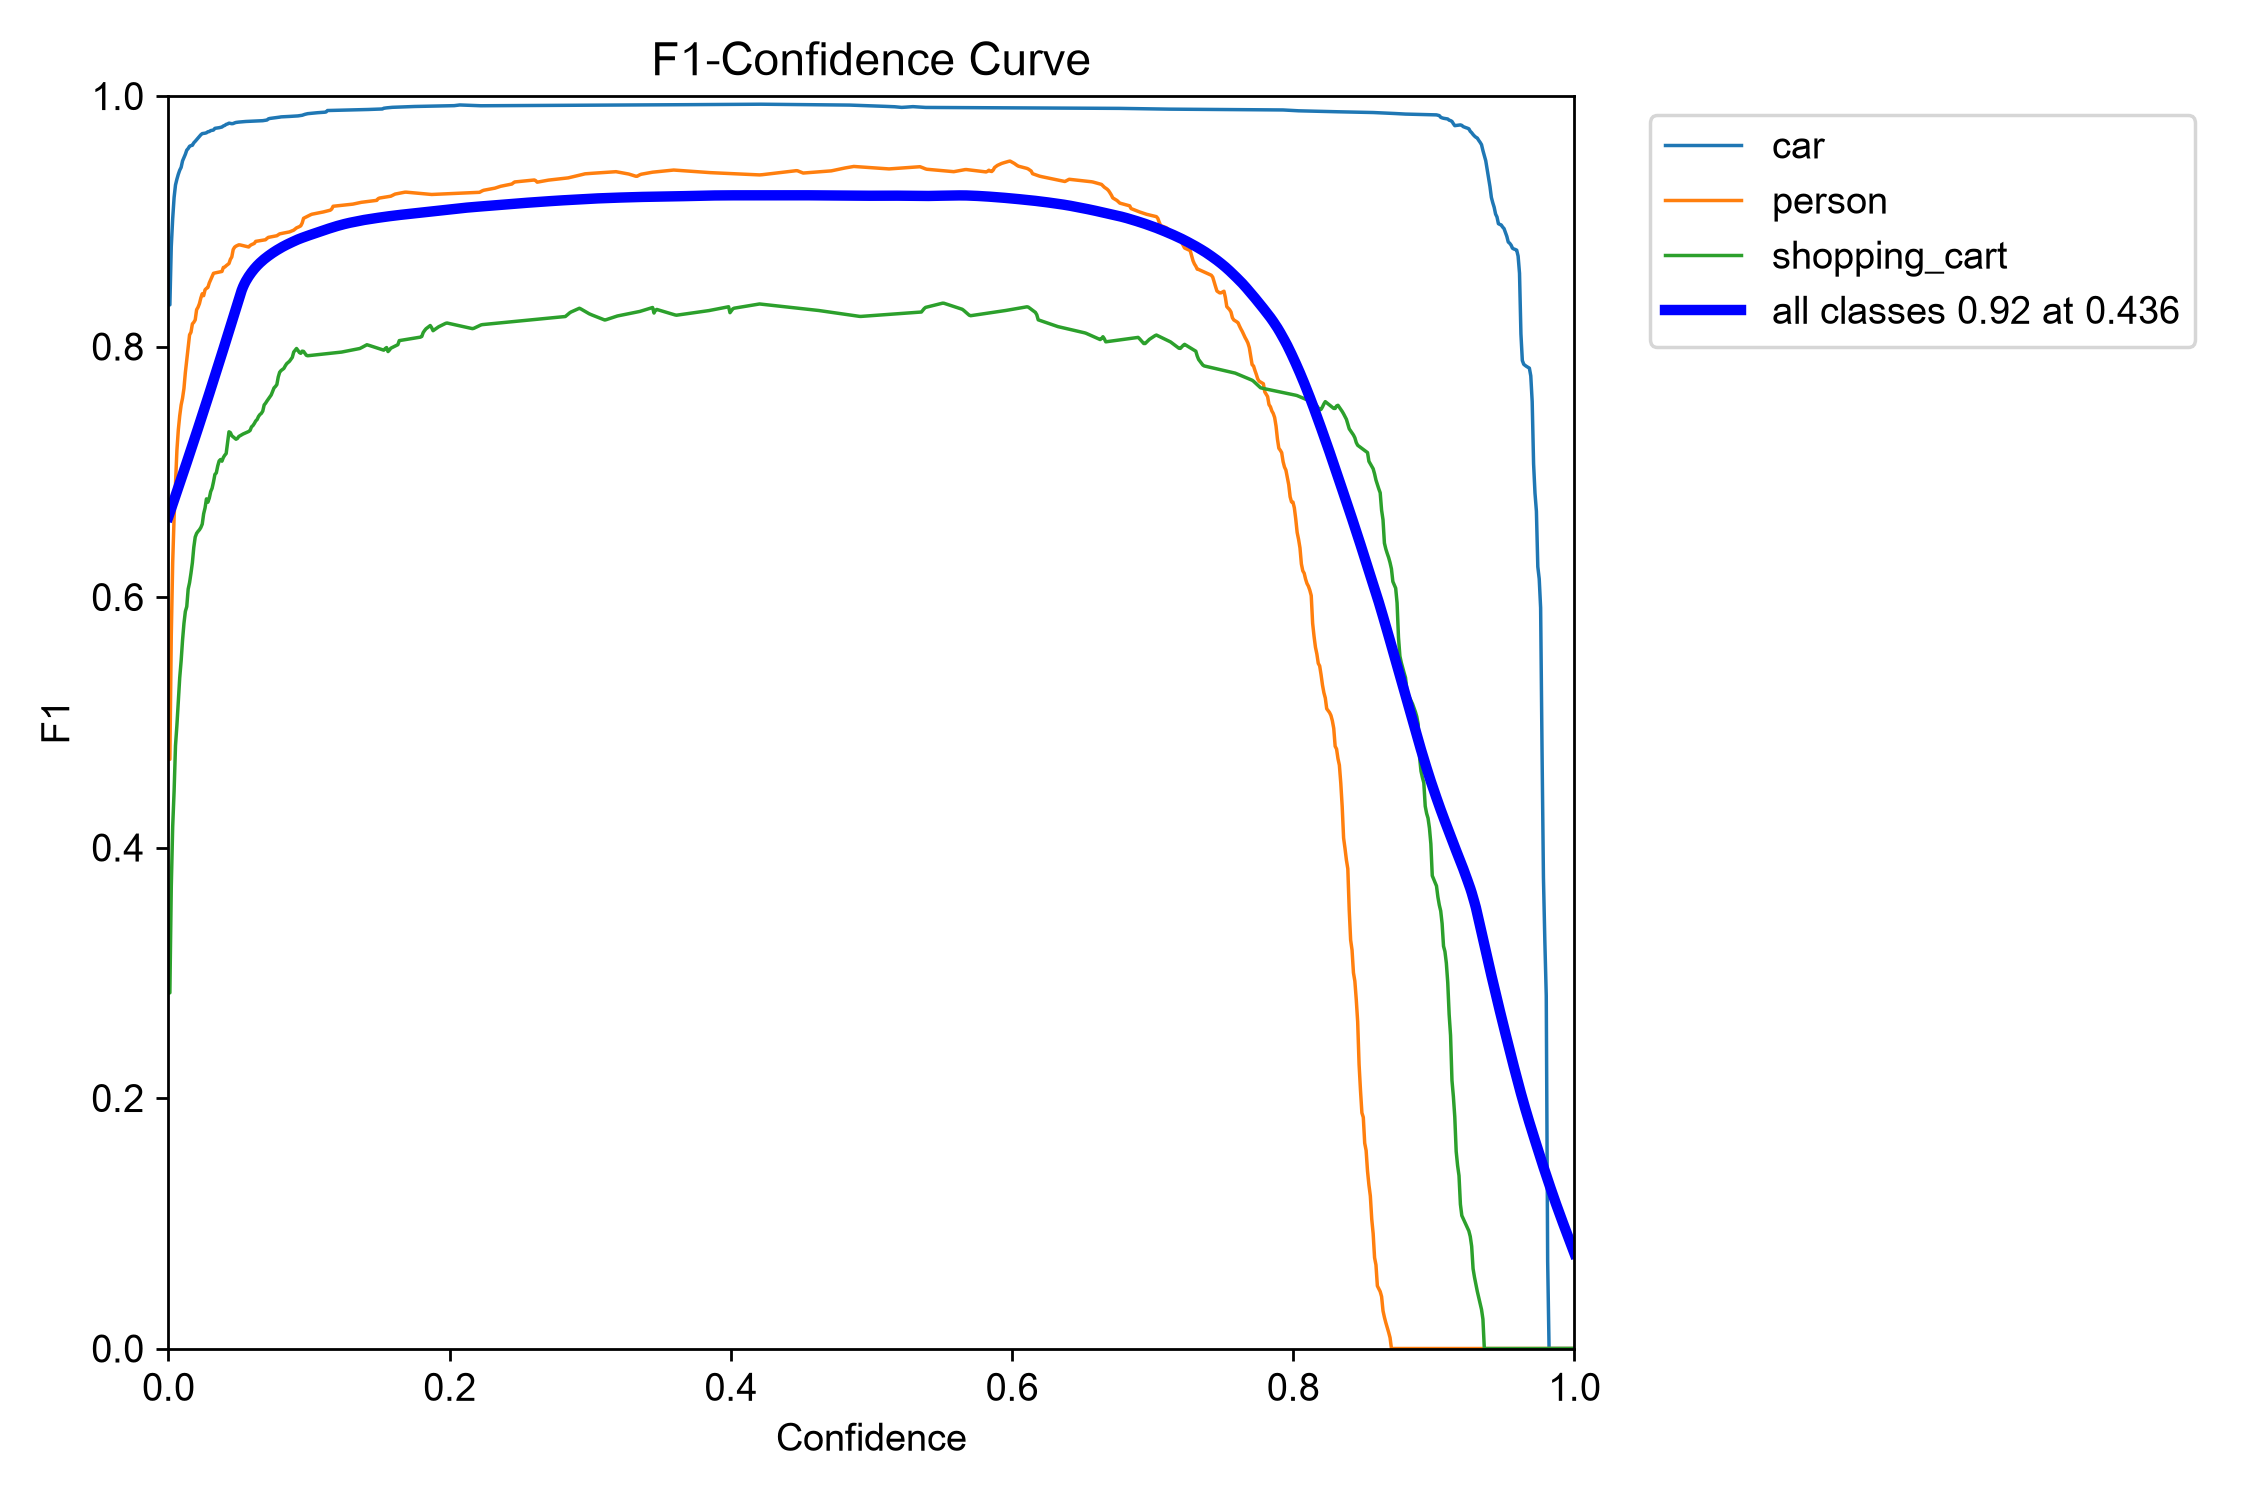 F1-Confidence Curve
1.0
0.8
0.6
0.4
0.2
0.0
F1
0.0 0.2 0.4 0.6 0.8 1.0
Confidence
car
person
shopping_cart
all classes 0.92 at 0.436